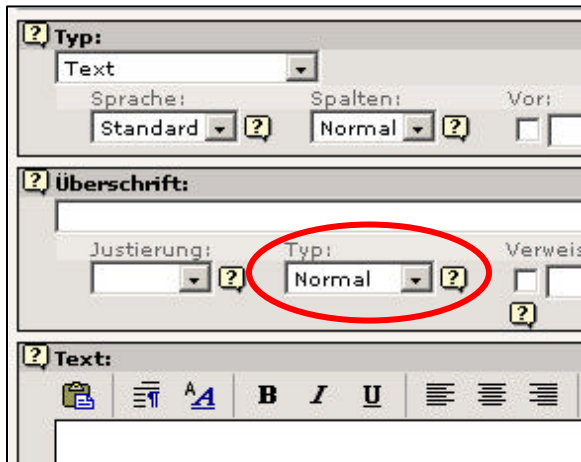 Typ:
Text
Sprache: Spalten: Vor:
Standard Normal
Überschrift:
Justierung: Typ: Verweis
Normal
Text:
B I U